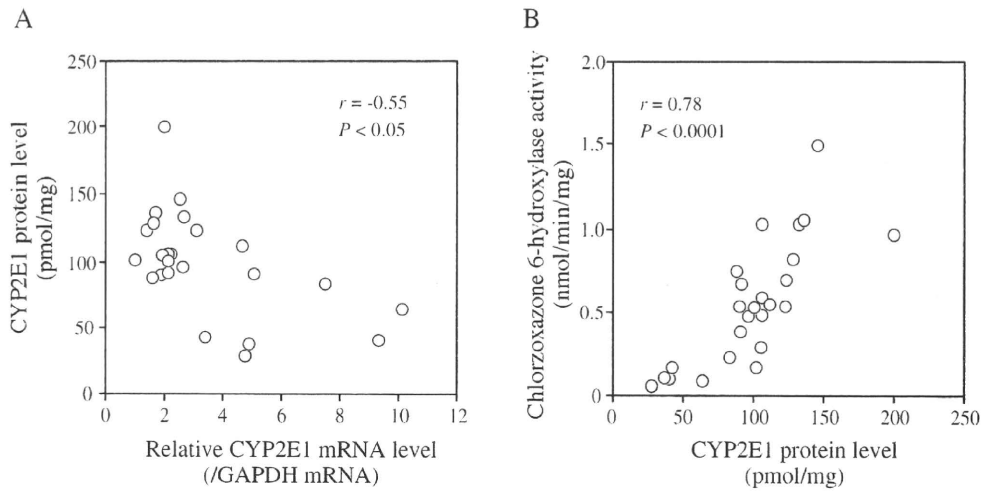 A
CYP2E1 protein level
(pmol/mg)
250
200
150
100
50
0
r = -0.55
P < 0.05
0 2 4 6 8 10 12
Relative CYP2E1 mRNA level
(/GAPDH mRNA)
B
Chlorzoxazone 6-hydroxylase activity
(nmol/min/mg)
2.0
1.5
1.0
0.5
0
r = 0.78
P < 0.0001
0 50 100 150 200 250
CYP2E1 protein level
(pmol/mg)